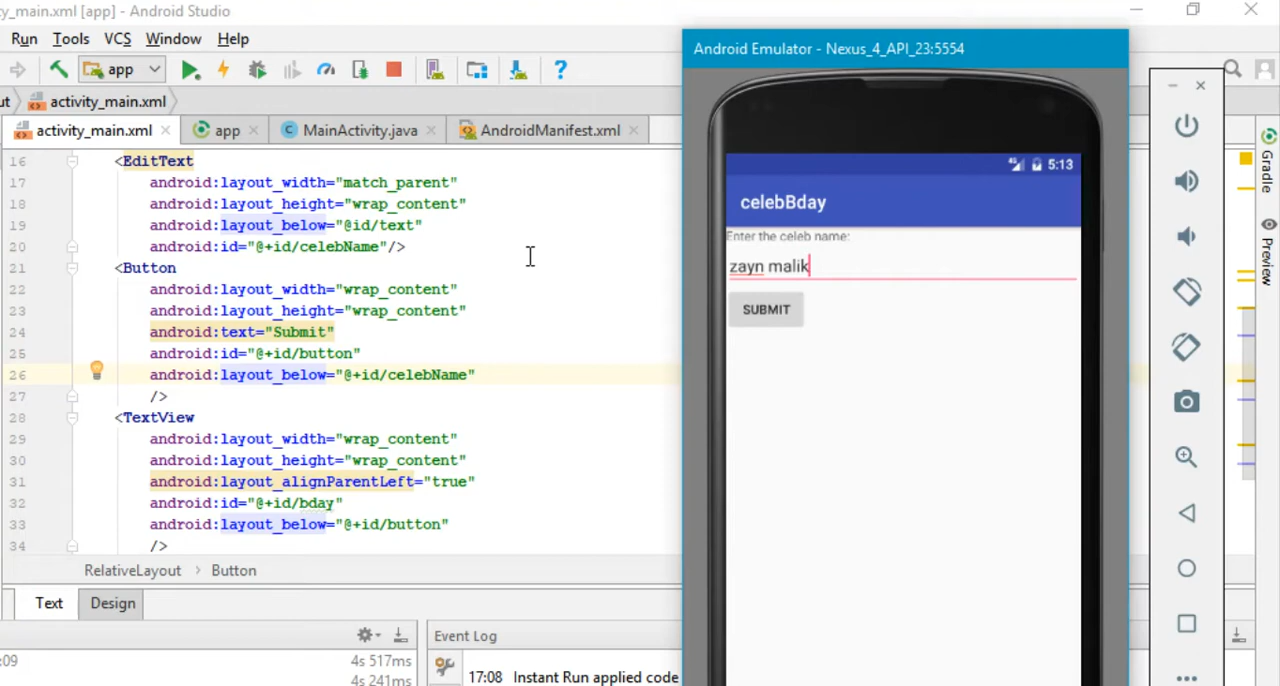 y_main.xml [app] - Android Studio
Run Tools VCS Window Help
app
ut activity_main.xml
activity_main.xml app MainActivity.java AndroidManifest.xml
16 <EditText
17 android:layout_width="match_parent"
18 android:layout_height="wrap_content"
19 android:layout_below="@id/text"
20 android:id="@+id/celebName"/>
21 <Button
22 android:layout_width="wrap_content"
23 android:layout_height="wrap_content"
24 android:text="Submit"
25 android:id="@+id/button"
26 android:layout_below="@+id/celebName"
27 />
28 <TextView
29 android:layout_width="wrap_content"
30 android:layout_height="wrap_content"
31 android:layout_alignParentLeft="true"
32 android:id="@+id/bday"
33 android:layout_below="@+id/button"
34 />
RelativeLayout › Button
Text Design
Event Log
:09 4s 517ms
4s 241ms
17:08 Instant Run applied code
Android Emulator - Nexus_4_API_23:5554
4G 5:13
celebBday
Enter the celeb name:
zayn malik
SUBMIT
Gradle
Preview